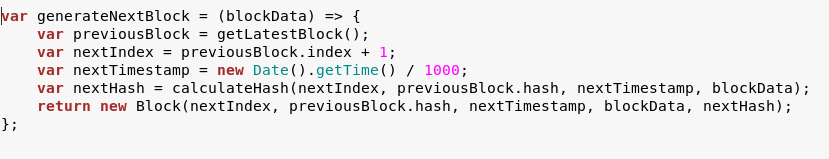 var generateNextBlock = (blockData) => {
    var previousBlock = getLatestBlock();
    var nextIndex = previousBlock.index + 1;
    var nextTimestamp = new Date().getTime() / 1000;
    var nextHash = calculateHash(nextIndex, previousBlock.hash, nextTimestamp, blockData);
    return new Block(nextIndex, previousBlock.hash, nextTimestamp, blockData, nextHash);
};